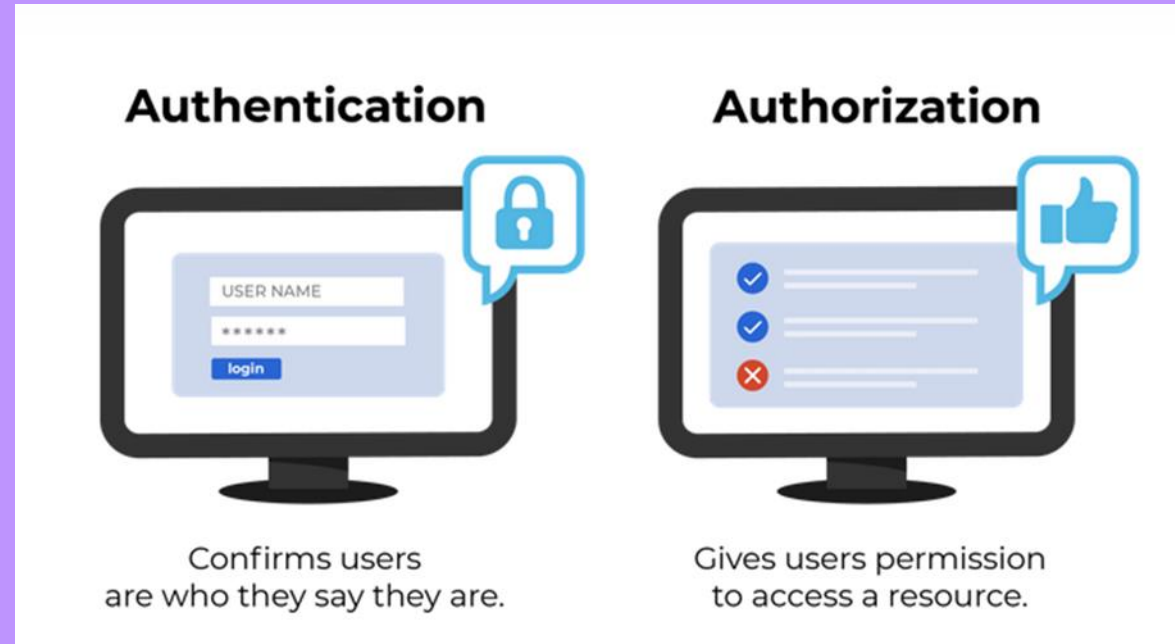 Authentication
USER NAME
******
login
Confirms users
are who they say they are.
Authorization
Gives users permission
to access a resource.